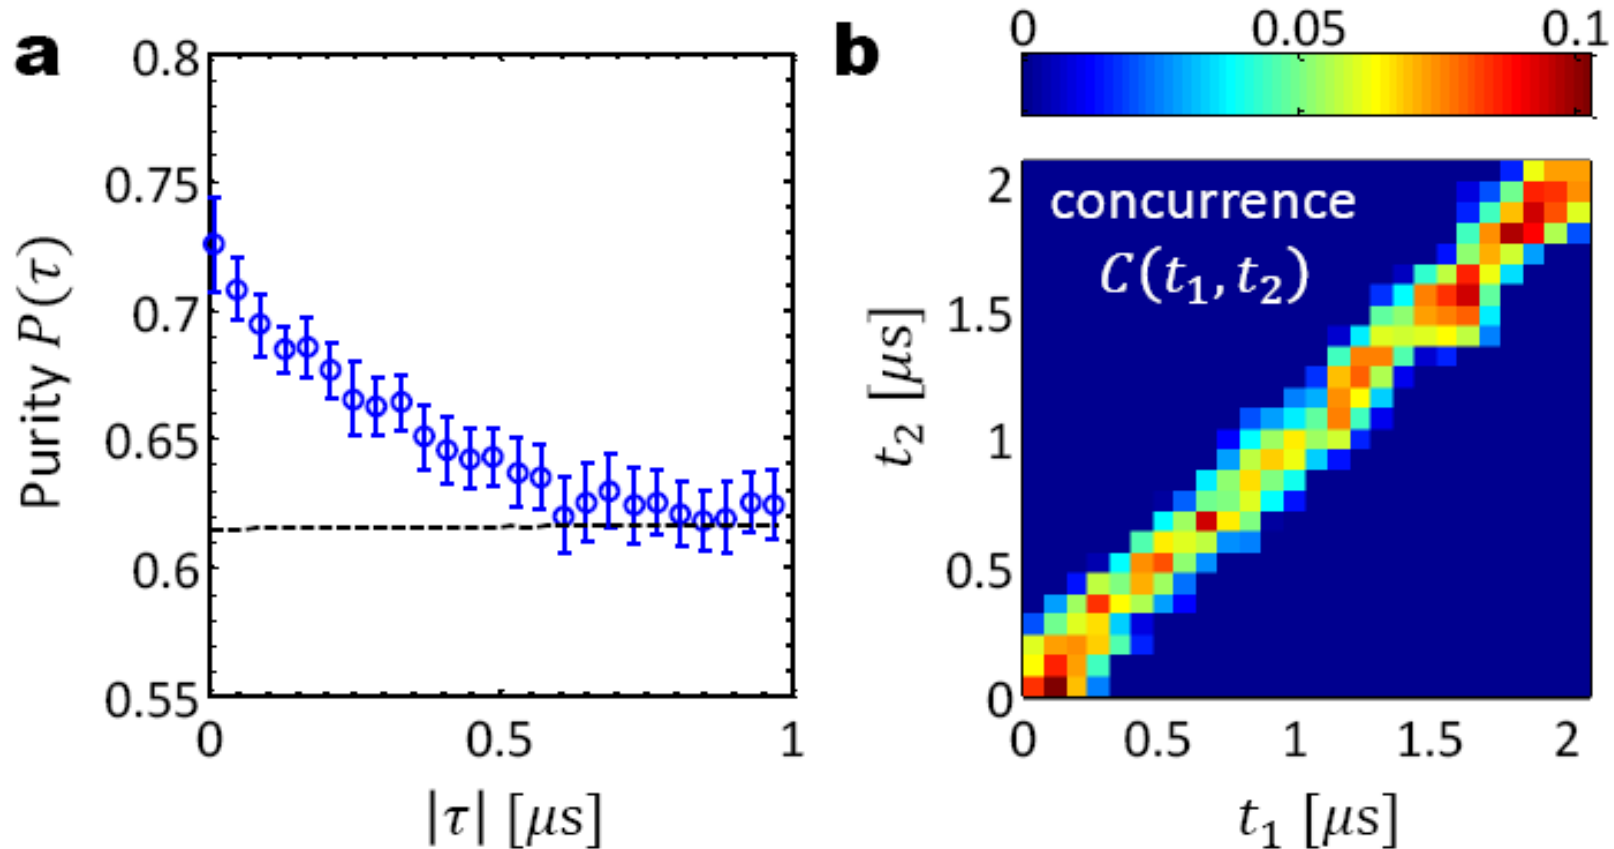 a
0.8
0.75
0.7
0.65
0.6
0.55
0
0.5
1
Purity P(τ)
|τ| [μs]
b
0 0.05 0.1
concurrence
C(t₁, t₂)
2
1.5
1
0.5
0
0 0.5 1 1.5 2
t₂ [μs]
t₁ [μs]